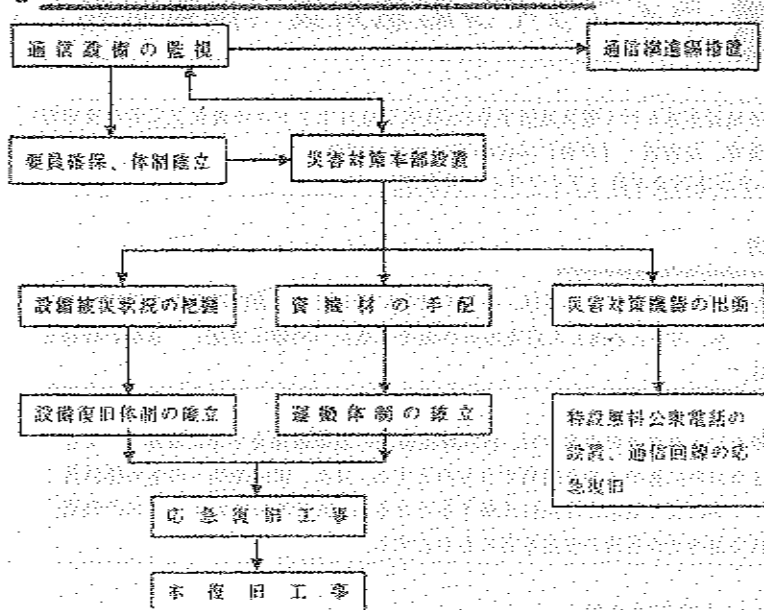 通信設備の監視
通信疎通確保措置
要員確保、体制確立
災害対策本部設置
設備被災状況の把握
資機材の手配
災害対策機器の出動
設備復旧体制の確立
運搬体制の確立
特設無料公衆電話の
設置、通信回線の応
急復旧
応急復旧工事
本復旧工事